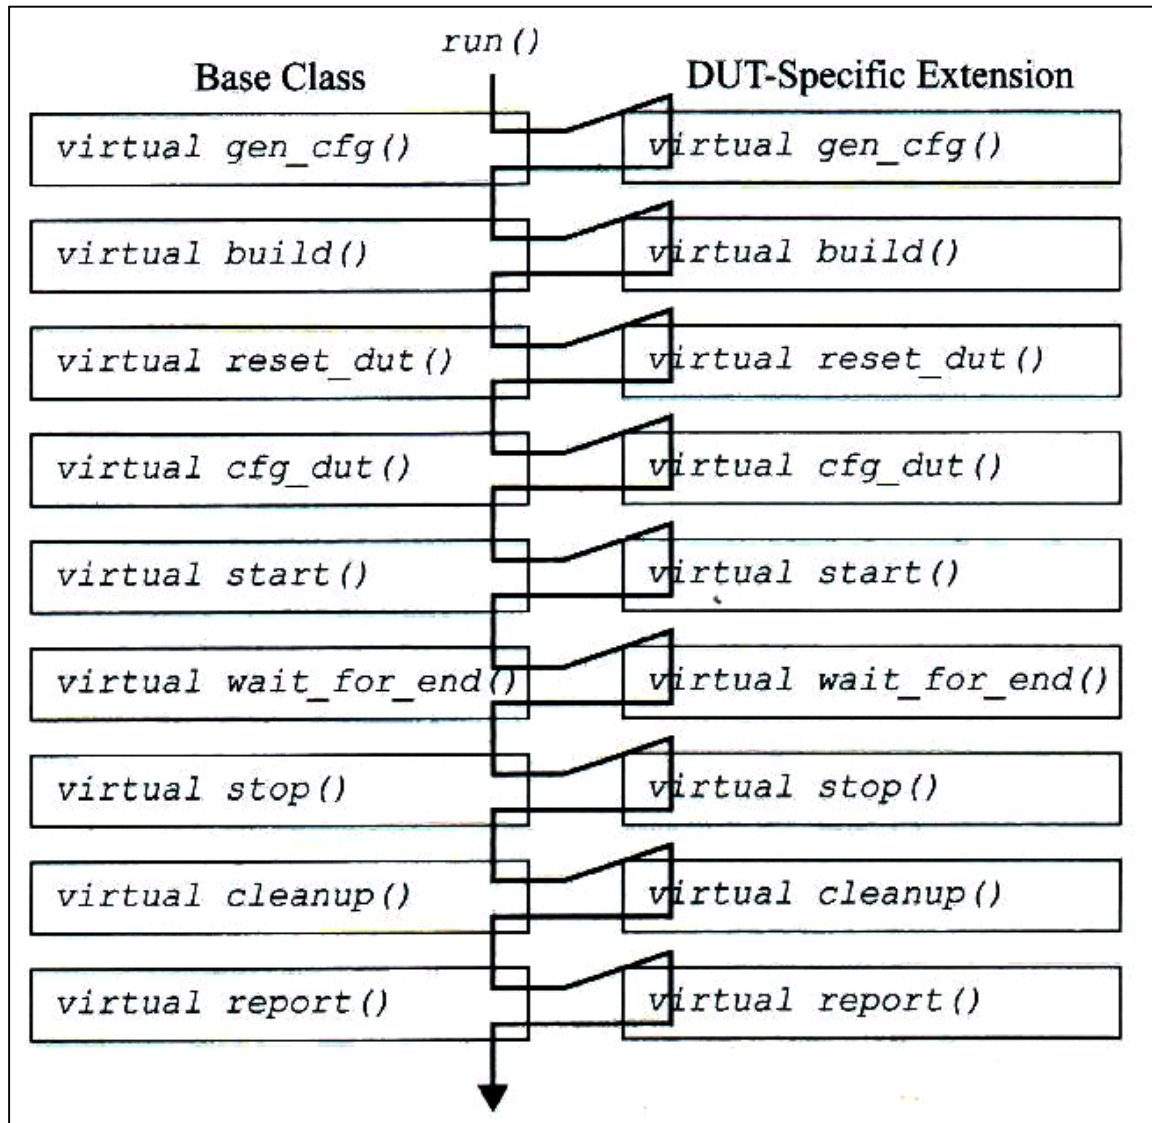 run()
Base Class
DUT-Specific Extension
virtual gen_cfg()
virtual gen_cfg()
virtual build()
virtual build()
virtual reset_dut()
virtual reset_dut()
virtual cfg_dut()
virtual cfg_dut()
virtual start()
virtual start()
virtual wait_for_end()
virtual wait_for_end()
virtual stop()
virtual stop()
virtual cleanup()
virtual cleanup()
virtual report()
virtual report()